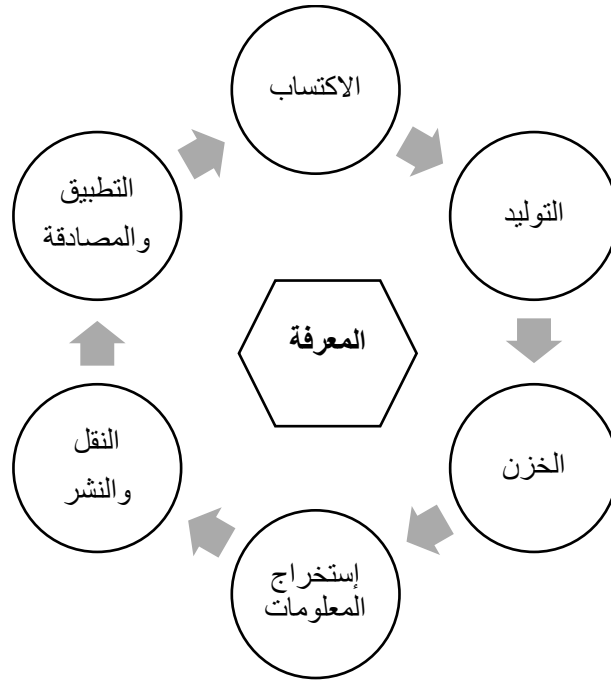 الاكتساب
التوليد
الخزن
إستخراج
المعلومات
النقل
والنشر
التطبيق
والمصادقة
المعرفة